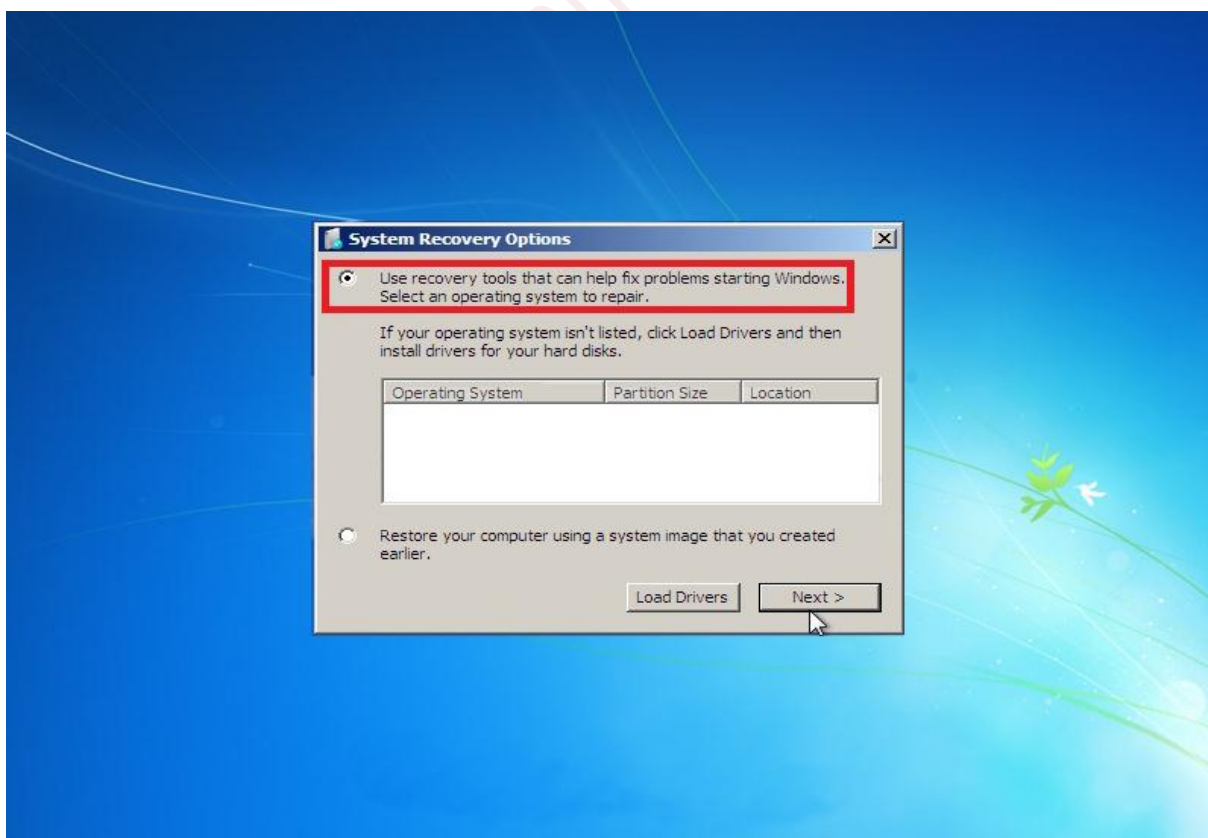 System Recovery Options
Use recovery tools that can help fix problems starting Windows.
Select an operating system to repair.
If your operating system isn't listed, click Load Drivers and then
install drivers for your hard disks.
Operating System Partition Size Location
Restore your computer using a system image that you created
earlier.
Load Drivers Next >